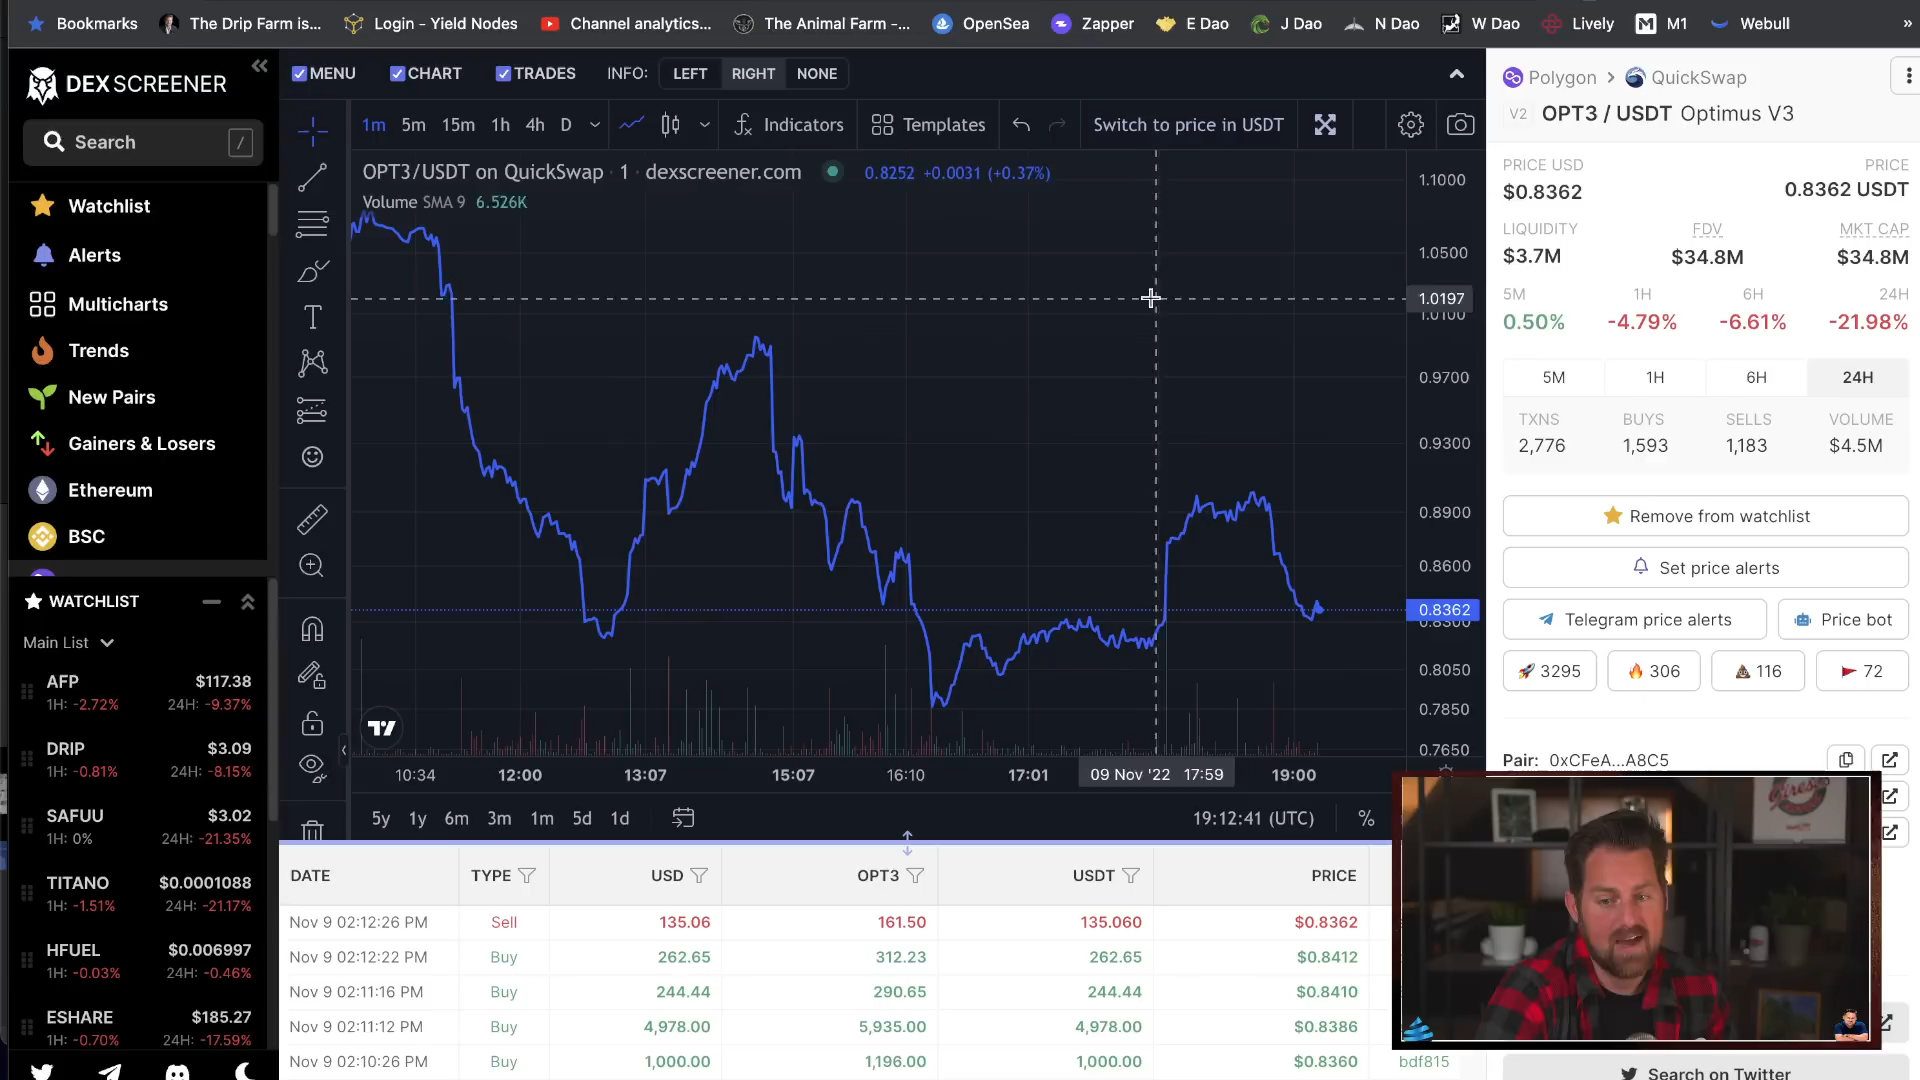 Bookmarks The Drip Farm is... Login - Yield Nodes Channel analytics... The Animal Farm -... OpenSea Zapper E Dao J Dao N Dao W Dao Lively M1 Webull »
DEX SCREENER
Search /
Watchlist
Alerts
Multicharts
Trends
New Pairs
Gainers & Losers
Ethereum
BSC
WATCHLIST
Main List
AFP $117.38
1H: -2.72% 24H: -9.37%
DRIP $3.09
1H: -0.81% 24H: -8.15%
SAFUU $3.02
1H: 0% 24H: -21.35%
TITANO $0.0001088
1H: -1.51% 24H: -21.17%
HFUEL $0.006997
1H: -0.03% 24H: -0.46%
ESHARE $185.27
1H: -0.70% 24H: -17.59%
MENU CHART TRADES INFO: LEFT RIGHT NONE
1m 5m 15m 1h 4h D Indicators Templates Switch to price in USDT
OPT3/USDT on QuickSwap · 1 · dexscreener.com 0.8252 +0.0031 (+0.37%)
Volume SMA 9 6.526K
1.1000
1.0500
1.0197
1.0100
0.9700
0.9300
0.8900
0.8600
0.8362
0.8300
0.8050
0.7850
0.7650
10:34 12:00 13:07 15:07 16:10 17:01 09 Nov '22 17:59 19:00
5y 1y 6m 3m 1m 5d 1d 19:12:41 (UTC) %
DATE TYPE USD OPT3 USDT PRICE
Nov 9 02:12:26 PM Sell 135.06 161.50 135.060 $0.8362
Nov 9 02:12:22 PM Buy 262.65 312.23 262.65 $0.8412
Nov 9 02:11:16 PM Buy 244.44 290.65 244.44 $0.8410
Nov 9 02:11:12 PM Buy 4,978.00 5,935.00 4,978.00 $0.8386
Nov 9 02:10:26 PM Buy 1,000.00 1,196.00 1,000.00 $0.8360 bdf815
Polygon > QuickSwap
V2 OPT3 / USDT Optimus V3
PRICE USD PRICE
$0.8362 0.8362 USDT
LIQUIDITY FDV MKT CAP
$3.7M $34.8M $34.8M
5M 1H 6H 24H
0.50% -4.79% -6.61% -21.98%
5M 1H 6H 24H
TXNS BUYS SELLS VOLUME
2,776 1,593 1,183 $4.5M
Remove from watchlist
Set price alerts
Telegram price alerts Price bot
3295 306 116 72
Pair: 0xCFeA...A8C5
Search on Twitter